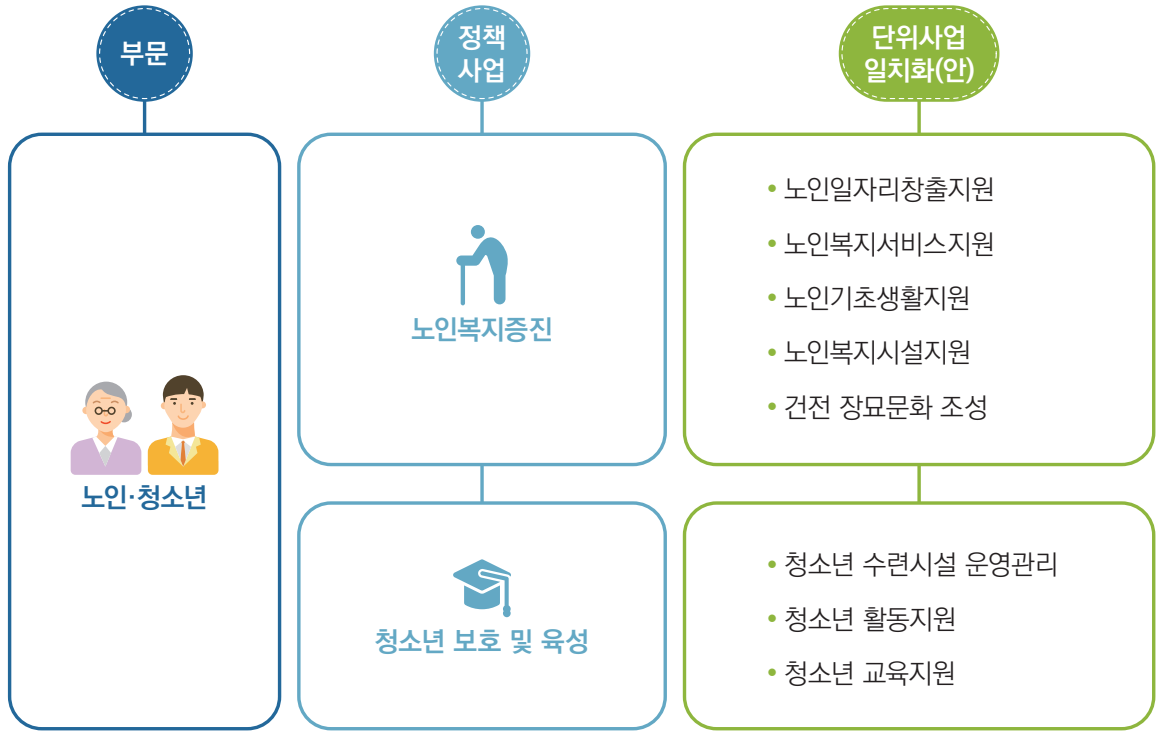 부문
정책
사업
단위사업
일치화(안)
노인·청소년
노인복지증진
• 노인일자리창출지원
• 노인복지서비스지원
• 노인기초생활지원
• 노인복지시설지원
• 건전 장묘문화 조성
청소년 보호 및 육성
• 청소년 수련시설 운영관리
• 청소년 활동지원
• 청소년 교육지원